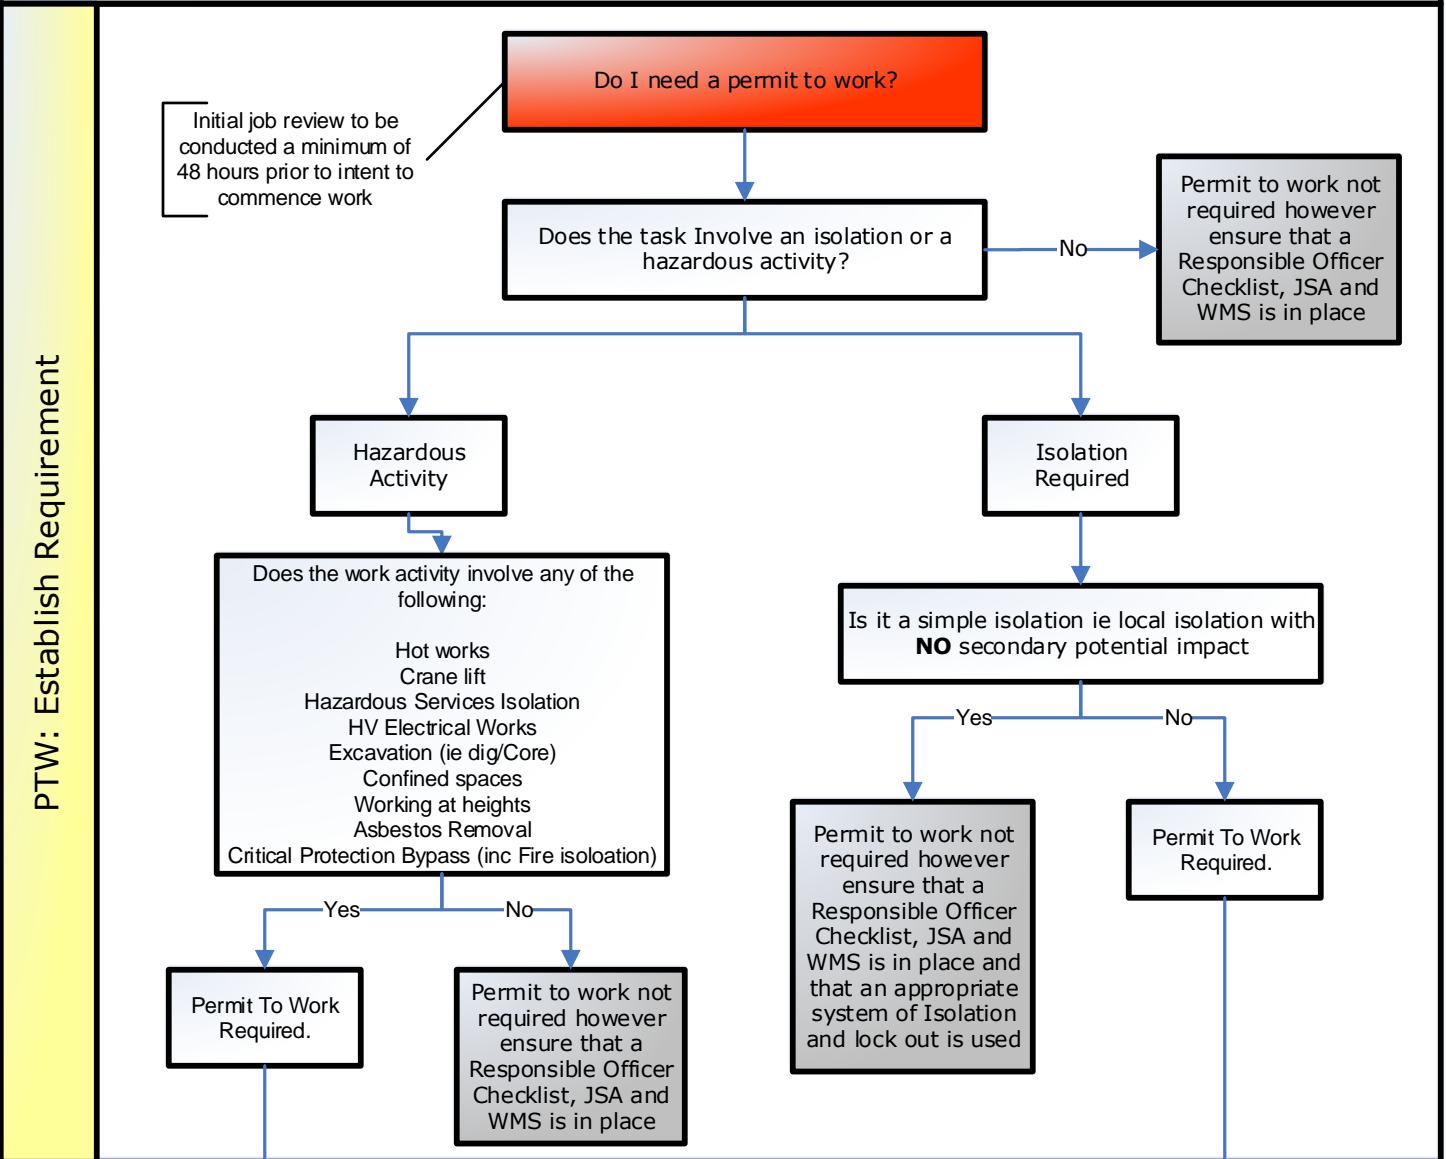 PTW: Establish Requirement
Do I need a permit to work?
Initial job review to be
conducted a minimum of
48 hours prior to intent to
commence work
Does the task Involve an isolation or a
hazardous activity?
No
Permit to work not
required however
ensure that a
Responsible Officer
Checklist, JSA and
WMS is in place
Hazardous
Activity
Isolation
Required
Does the work activity involve any of the
following:
Hot works
Crane lift
Hazardous Services Isolation
HV Electrical Works
Excavation (ie dig/Core)
Confined spaces
Working at heights
Asbestos Removal
Critical Protection Bypass (inc Fire isoloation)
Is it a simple isolation ie local isolation with
NO secondary potential impact
Yes
No
Permit To Work
Required.
Permit to work not
required however
ensure that a
Responsible Officer
Checklist, JSA and
WMS is in place
Yes
No
Permit to work not
required however
ensure that a
Responsible Officer
Checklist, JSA and
WMS is in place and
that an appropriate
system of Isolation
and lock out is used
Permit To Work
Required.